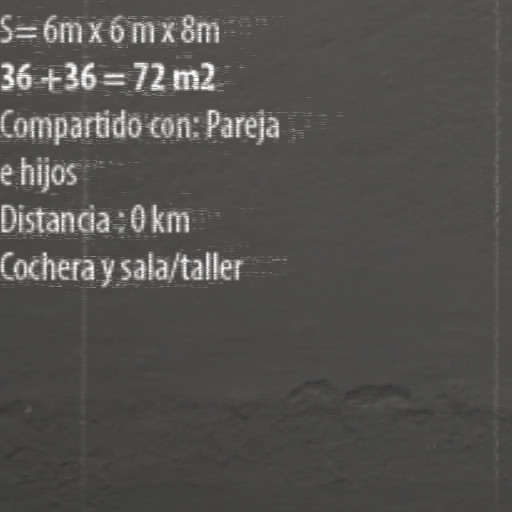 S= 6m x 6 m x 8m
36 +36 = 72 m2
Compartido con: Pareja
e hijos
Distancia : 0 km
Cochera y sala/taller